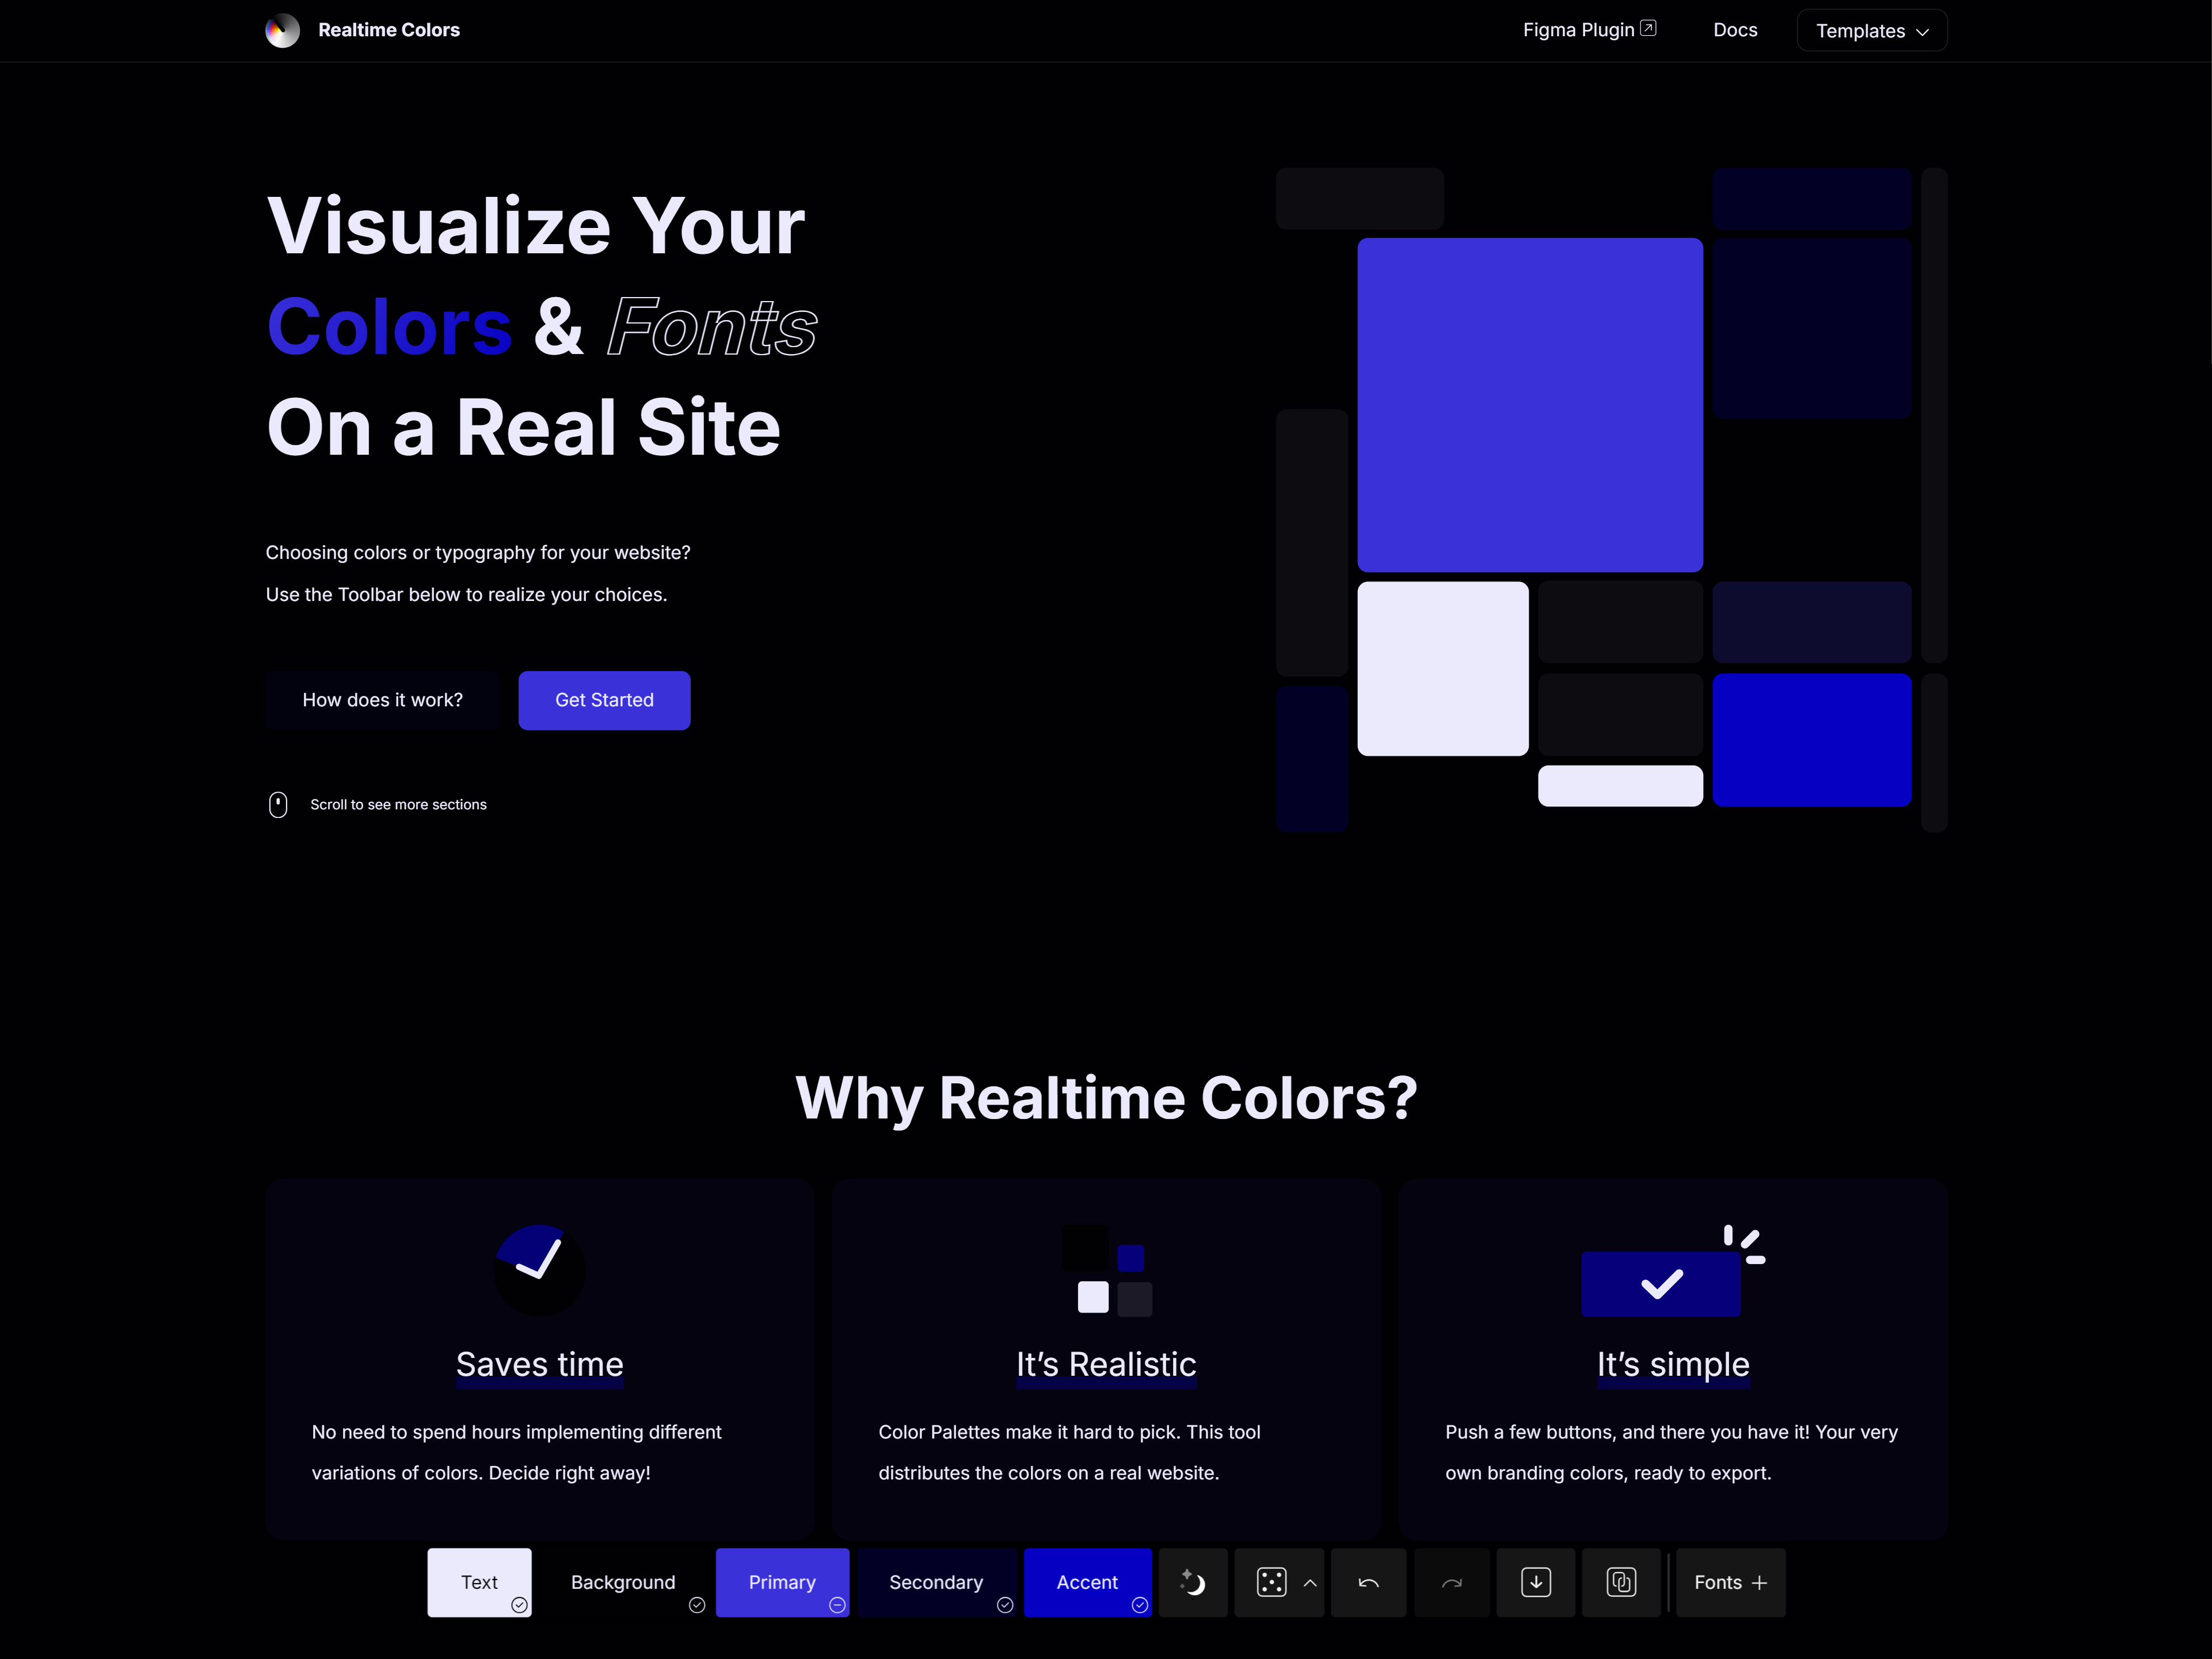 Realtime Colors
Figma Plugin
Docs
Templates
Visualize Your
Colors & Fonts
On a Real Site
Choosing colors or typography for your website?
Use the Toolbar below to realize your choices.
How does it work?
Get Started
Scroll to see more sections
Why Realtime Colors?
Saves time
No need to spend hours implementing different
variations of colors. Decide right away!
It’s Realistic
Color Palettes make it hard to pick. This tool
distributes the colors on a real website.
It’s simple
Push a few buttons, and there you have it! Your very
own branding colors, ready to export.
Text
Background
Primary
Secondary
Accent
Fonts